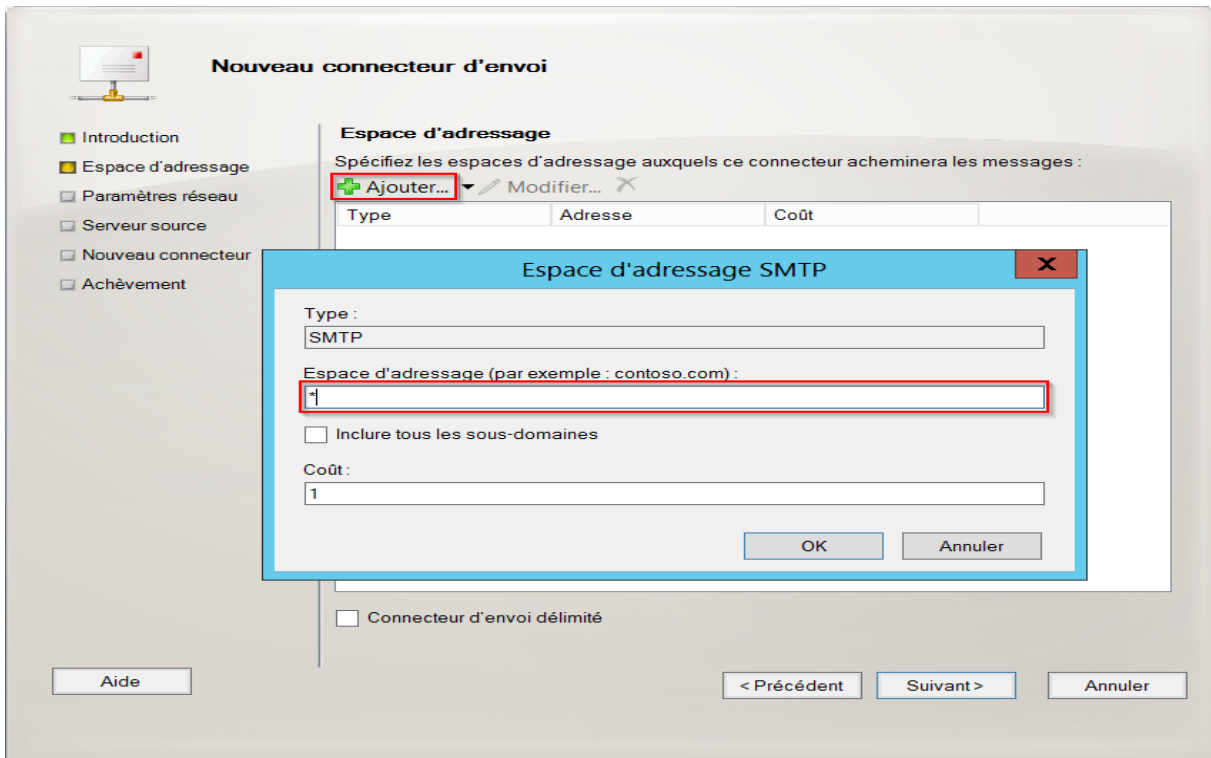 Nouveau connecteur d'envoi
Introduction
Espace d'adressage
Paramètres réseau
Serveur source
Nouveau connecteur
Achèvement
Espace d'adressage
Spécifiez les espaces d'adressage auxquels ce connecteur acheminera les messages :
Ajouter... Modifier...
Type Adresse Coût
Espace d'adressage SMTP
Type :
SMTP
Espace d'adressage (par exemple : contoso.com) :
*
Inclure tous les sous-domaines
Coût :
1
OK Annuler
Connecteur d'envoi délimité
Aide < Précédent Suivant > Annuler